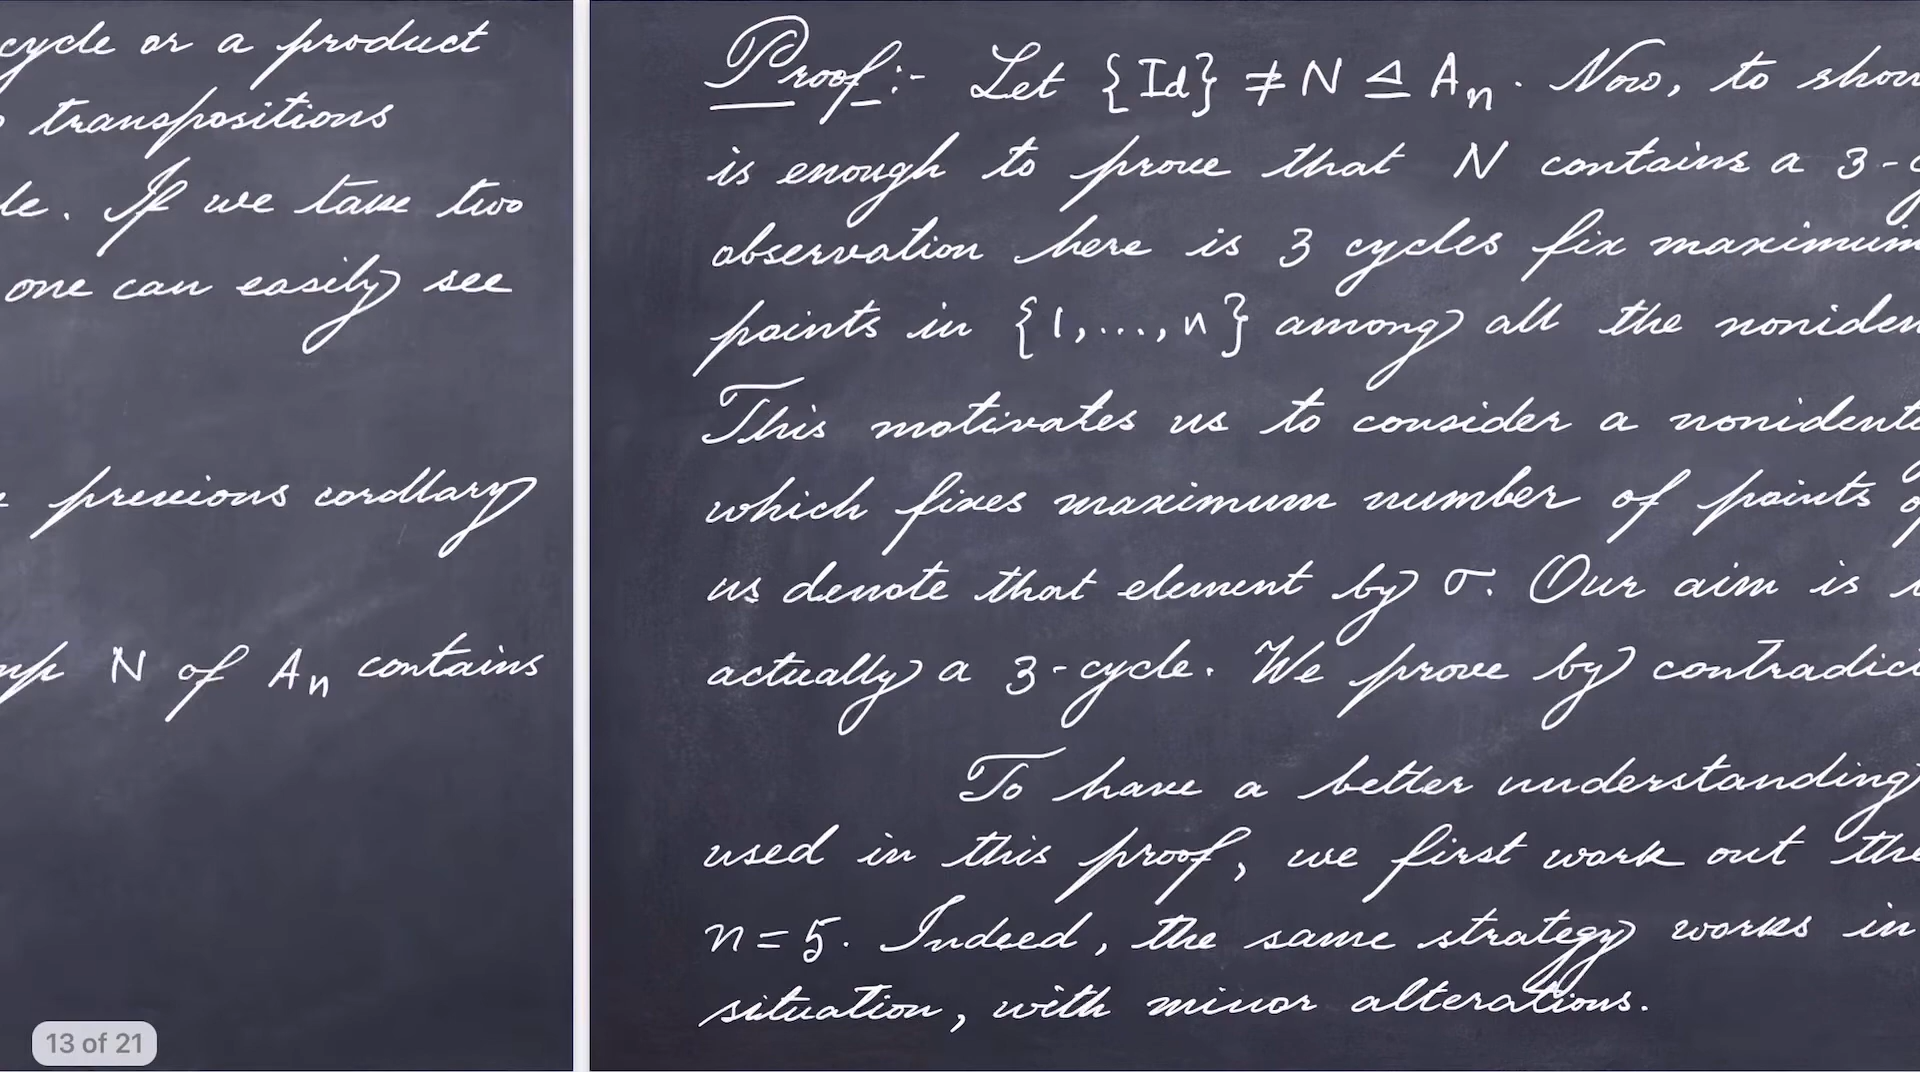 cycle or a product
transpositions
. If we take two
one can easily see
previous corollary
N of An contains
13 of 21
Proof:- Let {Id} ≠ N ⊴ An. Now, to show
is enough to prove that N contains a 3-
observation here is 3 cycles fix maximum
points in {1,...,n} among all the noniden
This motivates us to consider a nonident
which fixes maximum number of points
us denote that element by σ. Our aim is
actually a 3-cycle. We prove by contradict
To have a better understanding
used in this proof, we first work out the
n=5. Indeed, the same strategy works in
situation, with minor alterations.